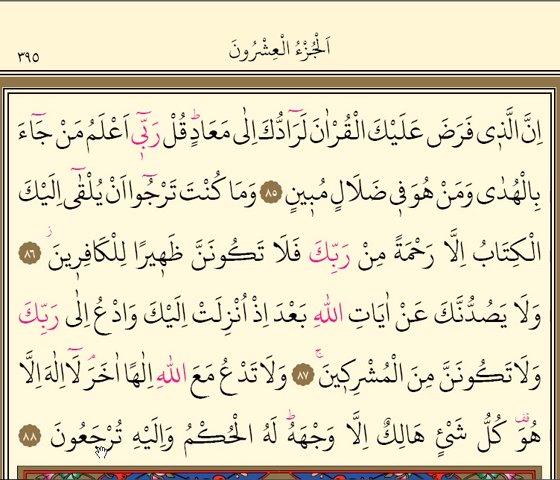 اَلْجُزْءُ الْعِشْرُونَ
٣٩٥
اِنَّ الَّذٖى فَرَضَ عَلَيْكَ الْقُرْاٰنَ لَرَٓادُّكَ اِلٰى مَعَادٍؕ قُلْ رَبّٖٓى اَعْلَمُ مَنْ جَٓاءَ
بِالْهُدٰى وَمَنْ هُوَ فٖى ضَلَالٍ مُبٖينٍ ﴿٨٥﴾ وَمَا كُنْتَ تَرْجُٓوا اَنْ يُلْقٰٓى اِلَيْكَ
الْكِتَابُ اِلَّا رَحْمَةً مِنْ رَبِّكَ فَلَا تَكُونَنَّ ظَهٖيرًا لِلْكَافِرٖينَؗ ﴿٨٦﴾
وَلَا يَصُدُّنَّكَ عَنْ اٰيَاتِ اللّٰهِ بَعْدَ اِذْ اُنْزِلَتْ اِلَيْكَ وَادْعُ اِلٰى رَبِّكَ
وَلَا تَكُونَنَّ مِنَ الْمُشْرِكٖينَۚ ﴿٨٧﴾ وَلَا تَدْعُ مَعَ اللّٰهِ اِلٰهًا اٰخَرَۘ لَٓا اِلٰهَ اِلَّا
هُوَࣞ كُلُّ شَیْءٍ هَالِكٌ اِلَّا وَجْهَهُؕ لَهُ الْحُكْمُ وَاِلَيْهِ تُرْجَعُونَ ﴿٨٨﴾